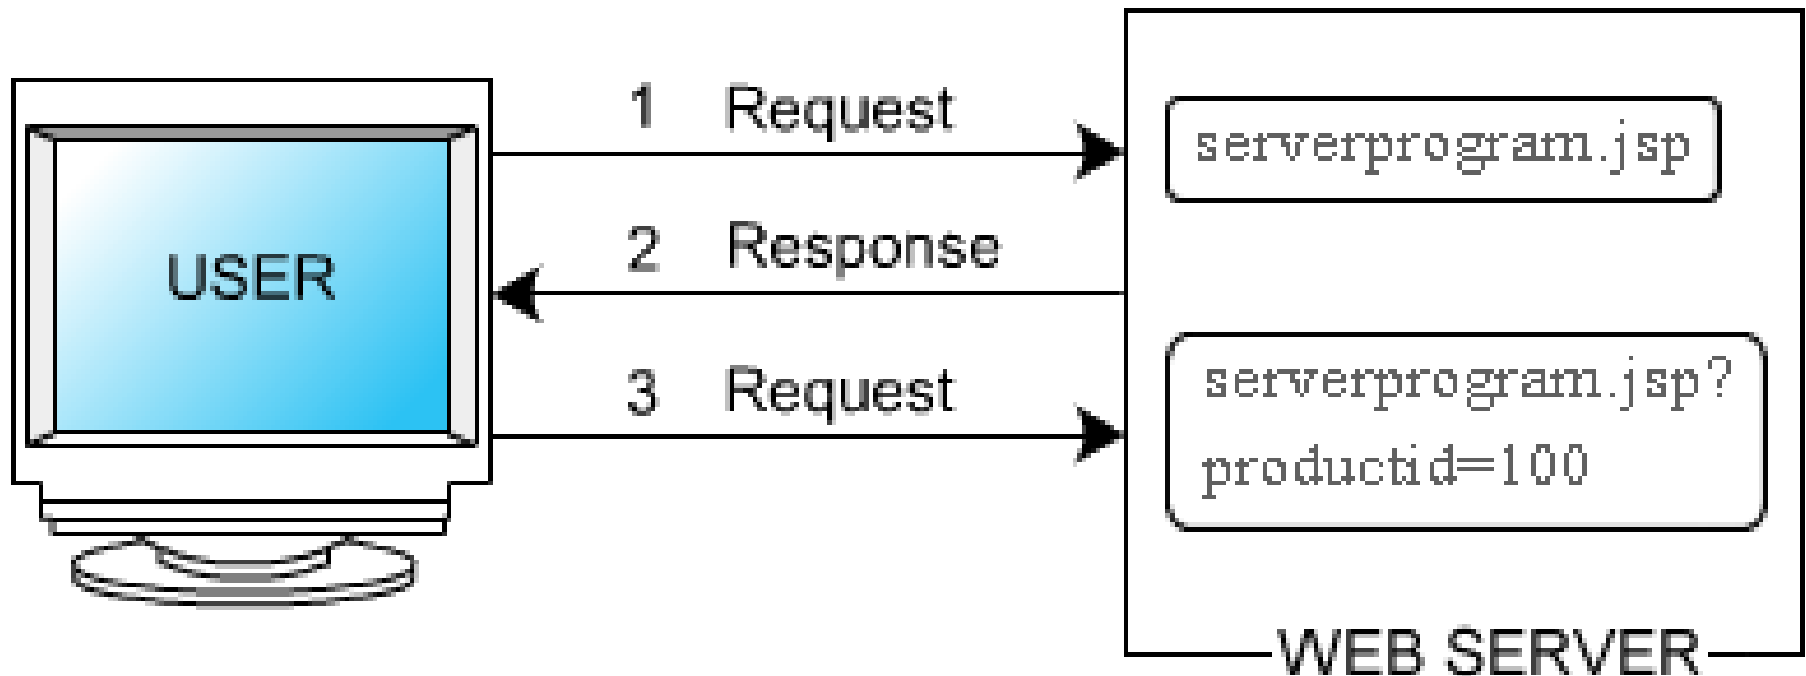 USER
1 Request
2 Response
3 Request
serverprogram.jsp
serverprogram.jsp?
productid=100
WEB SERVER